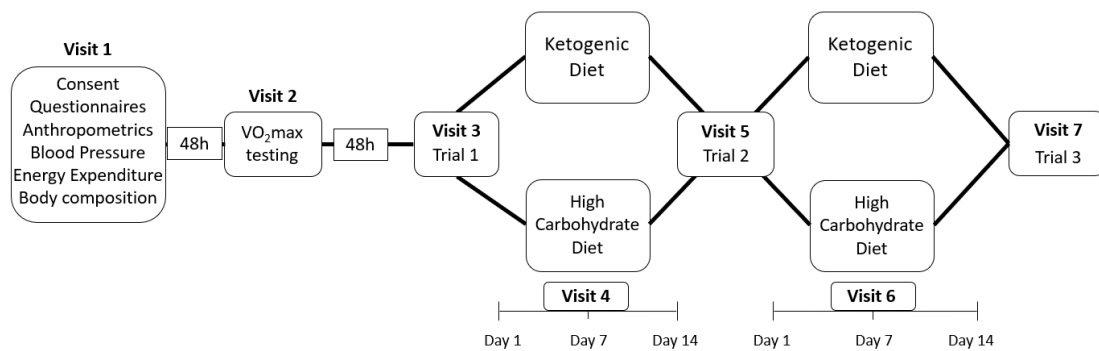 Visit 1
Consent
Questionnaires
Anthropometrics
Blood Pressure
Energy Expenditure
Body composition
48h
Visit 2
VO₂max
testing
48h
Visit 3
Trial 1
Ketogenic
Diet
High
Carbohydrate
Diet
Visit 4
Day 1
Day 7
Day 14
Visit 5
Trial 2
Ketogenic
Diet
High
Carbohydrate
Diet
Visit 6
Day 1
Day 7
Day 14
Visit 7
Trial 3